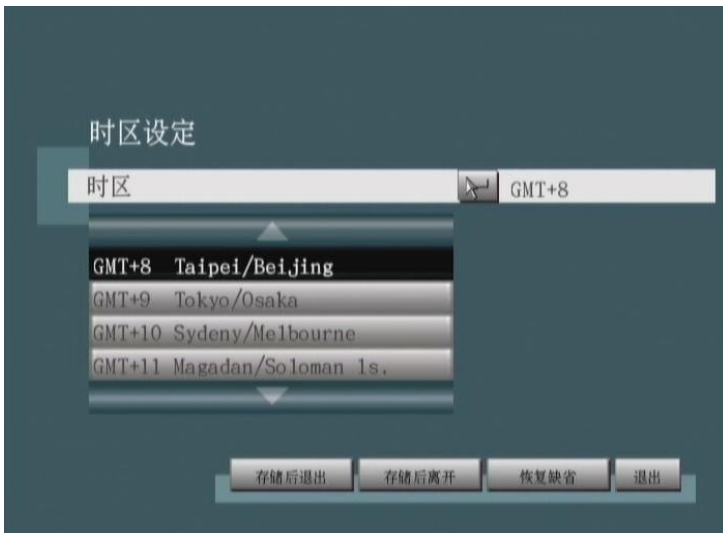 时区设定
时区 GMT+8
GMT+8 Taipei/Beijing
GMT+9 Tokyo/Osaka
GMT+10 Sydeny/Melbourne
GMT+11 Magadan/Soloman 1s.
存储后退出 存储后离开 恢复缺省 退出